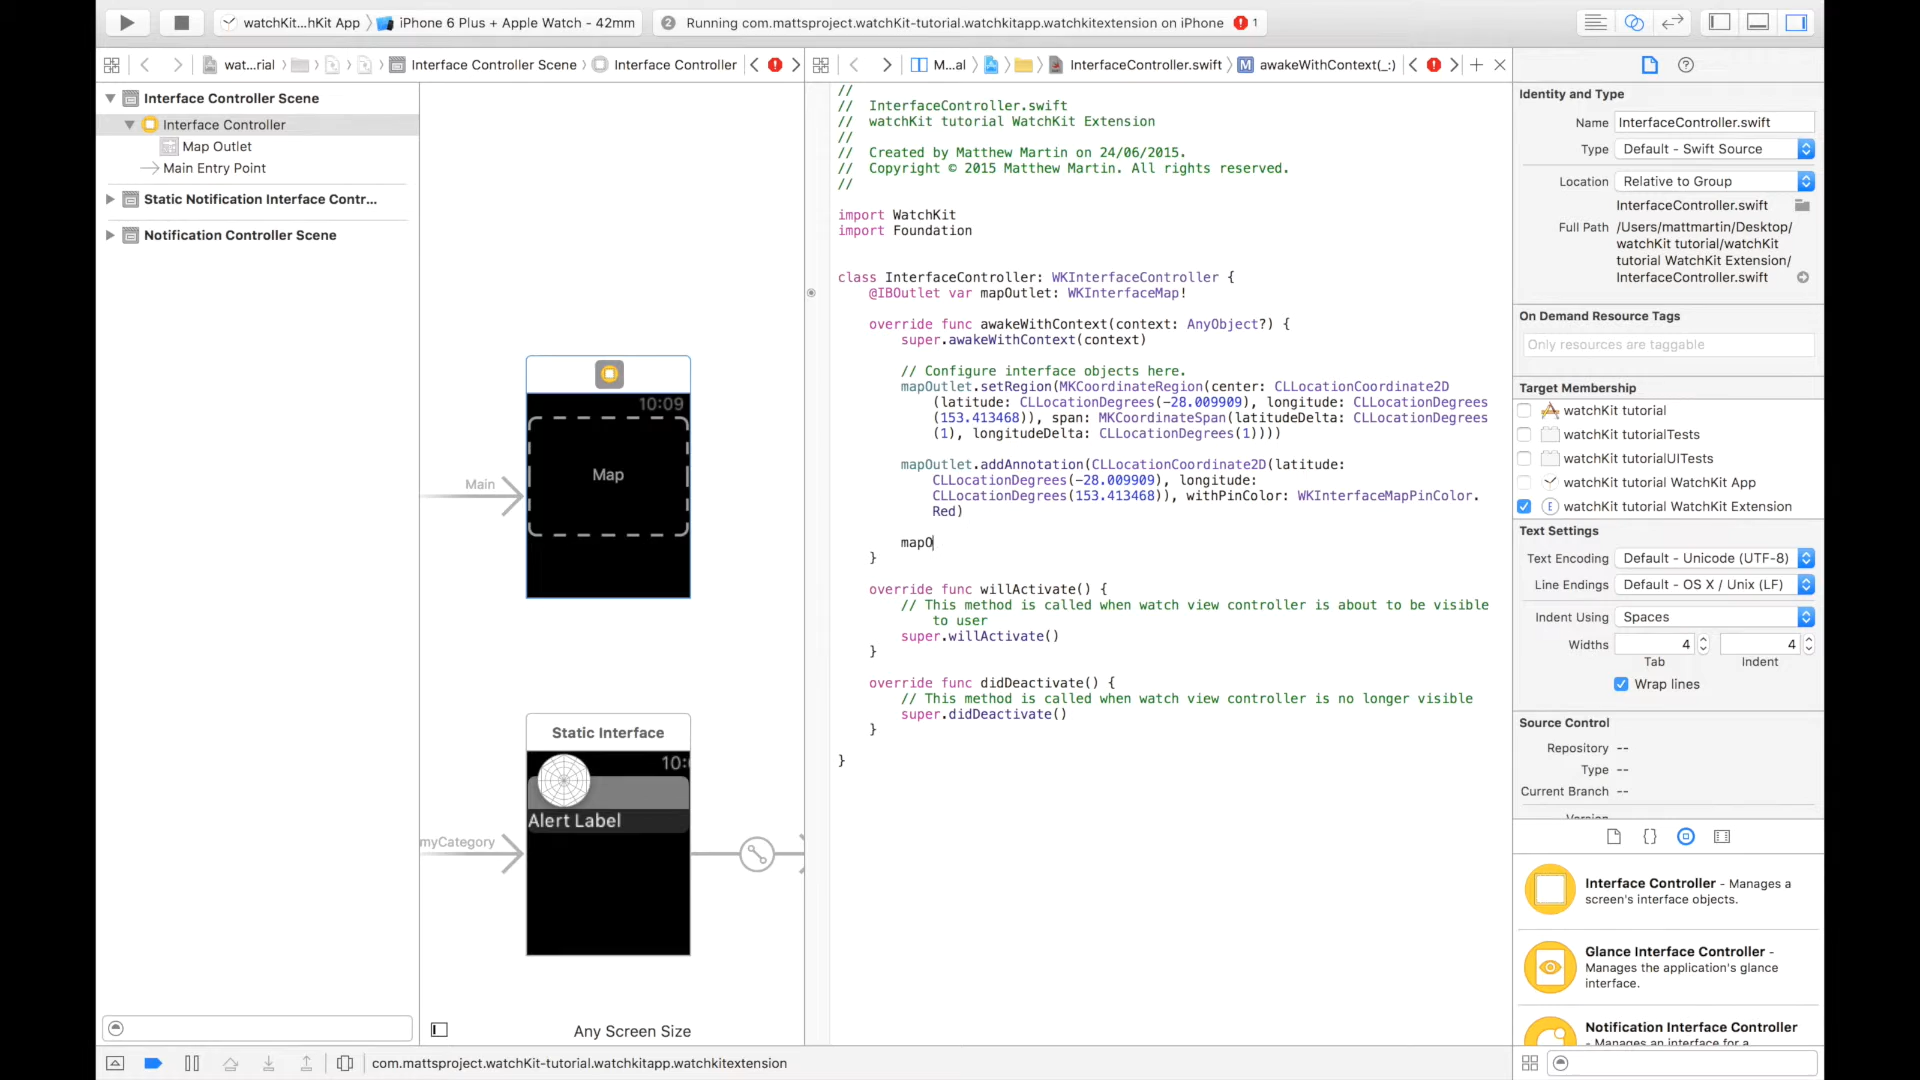 watchKit...hKit App
iPhone 6 Plus + Apple Watch - 42mm
2 Running com.mattsproject.watchKit-tutorial.watchkitapp.watchkitextension on iPhone
1
wat...rial
Interface Controller Scene
Interface Controller
M...al
InterfaceController.swift
M awakeWithContext(_:)
Interface Controller Scene
Interface Controller
Map Outlet
Main Entry Point
Static Notification Interface Contr...
Notification Controller Scene
Main
10:09
Map
Static Interface
10:0
Alert Label
myCategory
Any Screen Size
//
// InterfaceController.swift
// watchKit tutorial WatchKit Extension
//
// Created by Matthew Martin on 24/06/2015.
// Copyright © 2015 Matthew Martin. All rights reserved.
//
import WatchKit
import Foundation
class InterfaceController: WKInterfaceController {
@IBOutlet var mapOutlet: WKInterfaceMap!
override func awakeWithContext(context: AnyObject?) {
super.awakeWithContext(context)
// Configure interface objects here.
mapOutlet.setRegion(MKCoordinateRegion(center: CLLocationCoordinate2D
(latitude: CLLocationDegrees(-28.009909), longitude: CLLocationDegrees
(153.413468)), span: MKCoordinateSpan(latitudeDelta: CLLocationDegrees
(1), longitudeDelta: CLLocationDegrees(1))))
mapOutlet.addAnnotation(CLLocationCoordinate2D(latitude:
CLLocationDegrees(-28.009909), longitude:
CLLocationDegrees(153.413468)), withPinColor: WKInterfaceMapPinColor.
Red)
mapO
}
override func willActivate() {
// This method is called when watch view controller is about to be visible
to user
super.willActivate()
}
override func didDeactivate() {
// This method is called when watch view controller is no longer visible
super.didDeactivate()
}
}
Identity and Type
Name InterfaceController.swift
Type Default - Swift Source
Location Relative to Group
InterfaceController.swift
Full Path /Users/mattmartin/Desktop/
watchKit tutorial/watchKit
tutorial WatchKit Extension/
InterfaceController.swift
On Demand Resource Tags
Only resources are taggable
Target Membership
watchKit tutorial
watchKit tutorialTests
watchKit tutorialUITests
watchKit tutorial WatchKit App
E watchKit tutorial WatchKit Extension
Text Settings
Text Encoding Default - Unicode (UTF-8)
Line Endings Default - OS X / Unix (LF)
Indent Using Spaces
Widths 4 4
Tab Indent
Wrap lines
Source Control
Repository --
Type --
Current Branch --
Version
Interface Controller - Manages a
screen's interface objects.
Glance Interface Controller -
Manages the application's glance
interface.
Notification Interface Controller
- Manages an interface for a
com.mattsproject.watchKit-tutorial.watchkitapp.watchkitextension